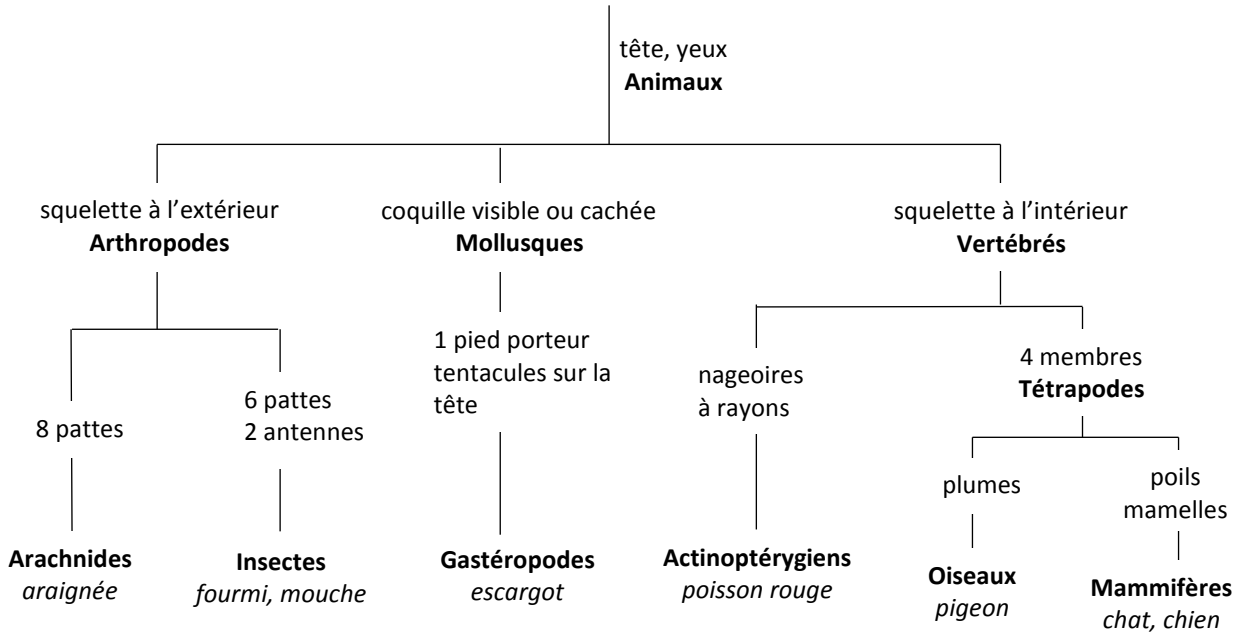 tête, yeux
Animaux
squelette à l'extérieur
Arthropodes
coquille visible ou cachée
Mollusques
squelette à l'intérieur
Vertébrés
8 pattes
6 pattes
2 antennes
1 pied porteur
tentacules sur la
tête
nageoires
à rayons
4 membres
Tétrapodes
plumes
poils
mamelles
Arachnides
araignée
Insectes
fourmi, mouche
Gastéropodes
escargot
Actinoptérygiens
poisson rouge
Oiseaux
pigeon
Mammifères
chat, chien